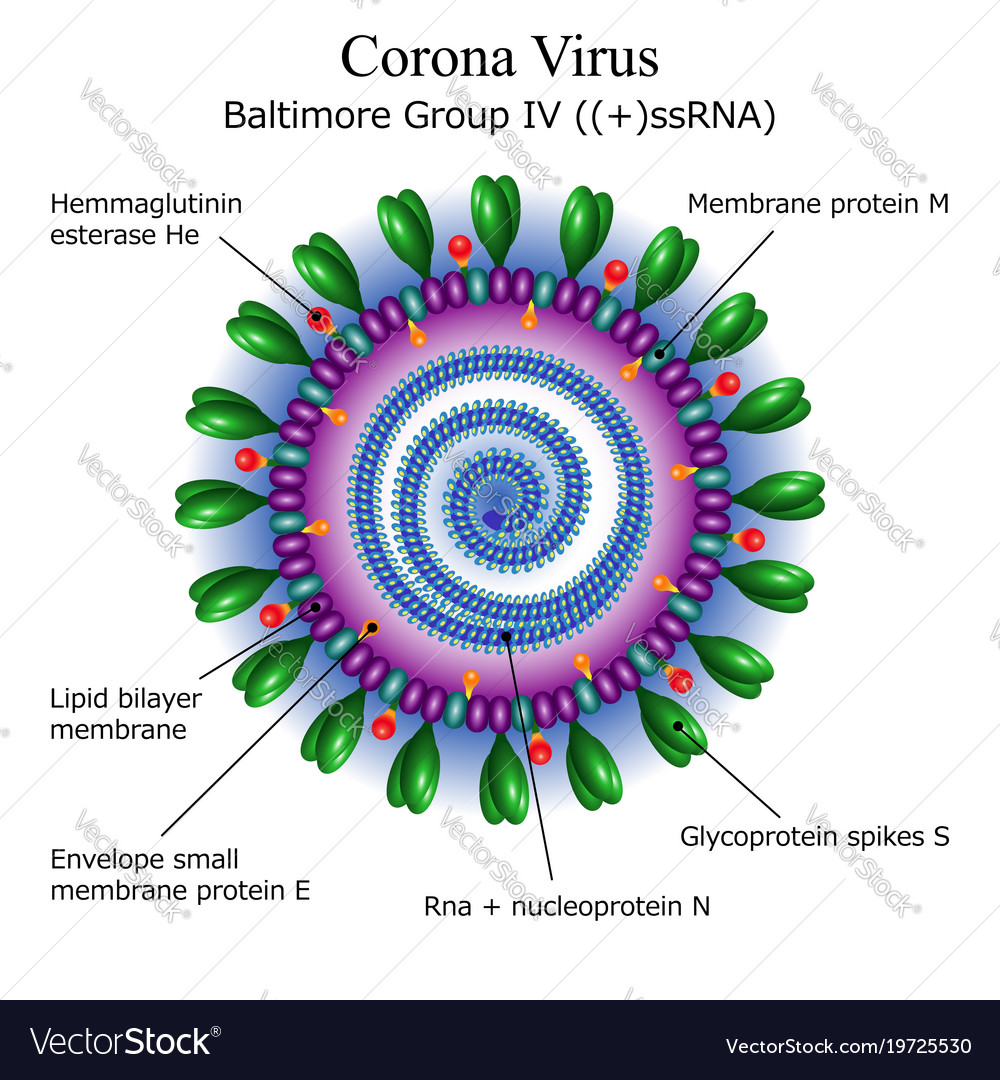 Corona Virus
Baltimore Group IV ((+)ssRNA)
Hemmaglutinin
esterase He
Membrane protein M
Lipid bilayer
membrane
Envelope small
membrane protein E
Glycoprotein spikes S
Rna + nucleoprotein N
VectorStock®
VectorStock.com/19725530